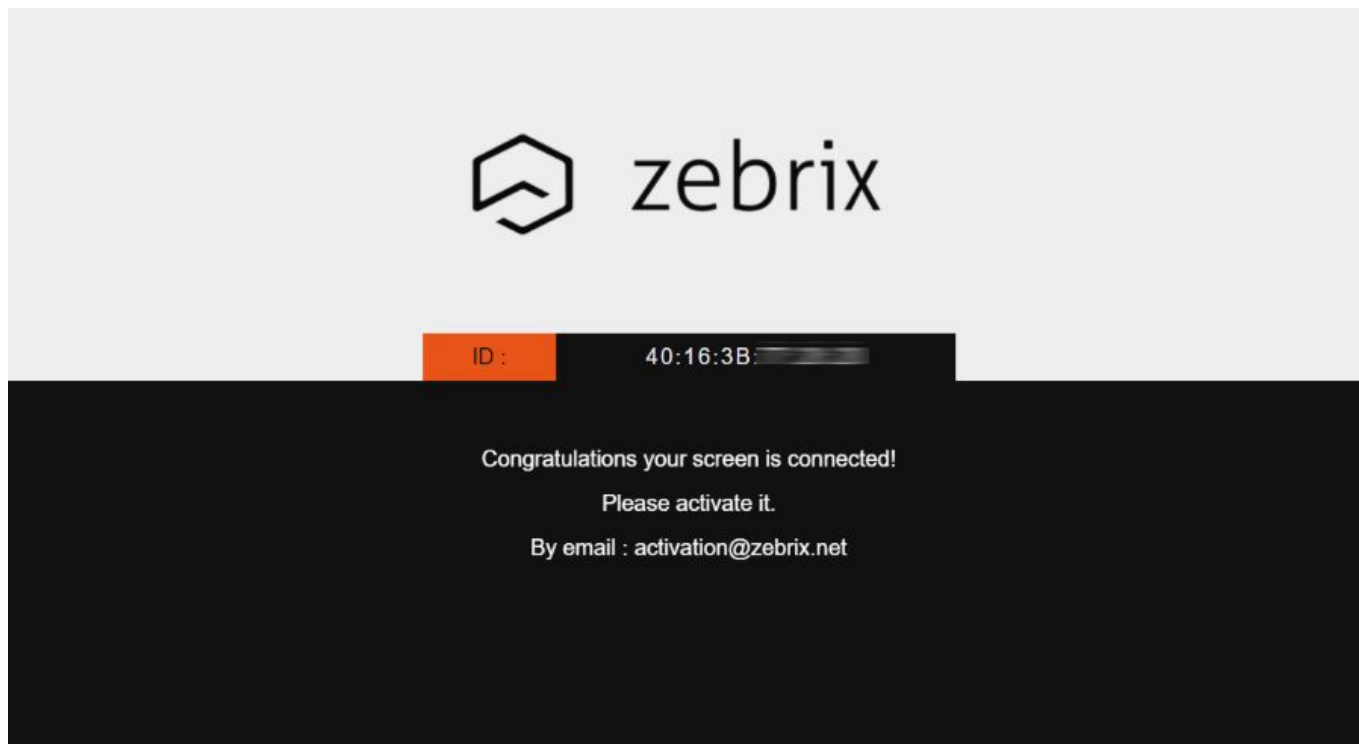 zebrix
ID : 40:16:3B:
Congratulations your screen is connected!
Please activate it.
By email : activation@zebrix.net